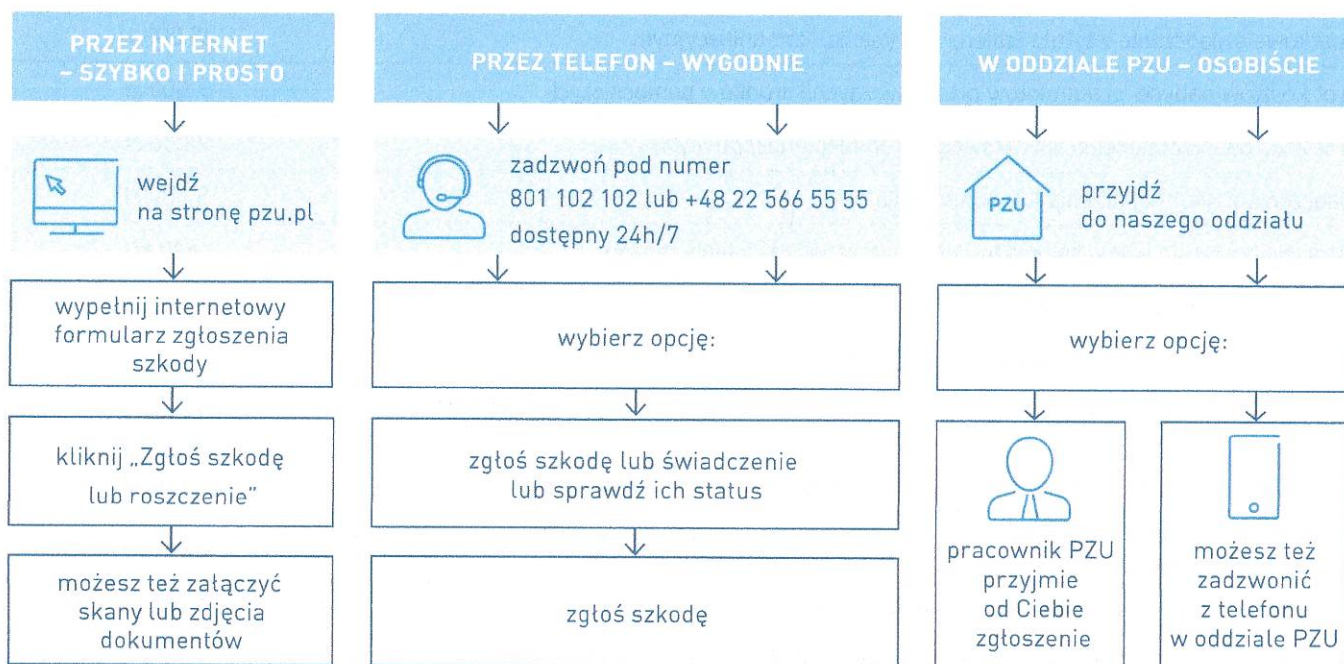 PRZEZ INTERNET
– SZYBKO I PROSTO
wejdź
na stronę pzu.pl
wypełnij internetowy
formularz zgłoszenia
szkody
kliknij „Zgłoś szkodę
lub roszczenie”
możesz też załączyć
skany lub zdjęcia
dokumentów
PRZEZ TELEFON – WYGODNIE
zadzwoń pod numer
801 102 102 lub +48 22 566 55 55
dostępny 24h/7
wybierz opcję:
zgłoś szkodę lub świadczenie
lub sprawdź ich status
zgłoś szkodę
W ODDZIALE PZU – OSOBIŚCIE
PZU
przyjdź
do naszego oddziału
wybierz opcję:
pracownik PZU
przyjmie
od Ciebie
zgłoszenie
możesz też
zadzwonić
z telefonu
w oddziale PZU